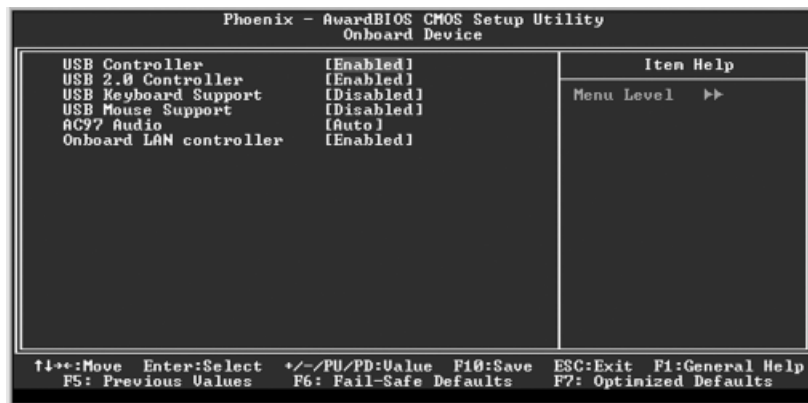 Phoenix - AwardBIOS CMOS Setup Utility
Onboard Device
USB Controller [Enabled]
USB 2.0 Controller [Enabled]
USB Keyboard Support [Disabled]
USB Mouse Support [Disabled]
AC97 Audio [Auto]
Onboard LAN controller [Enabled]
Item Help
Menu Level ▶▶
↑↓→←:Move Enter:Select +/-/PU/PD:Value F10:Save ESC:Exit F1:General Help
F5: Previous Values F6: Fail-Safe Defaults F7: Optimized Defaults